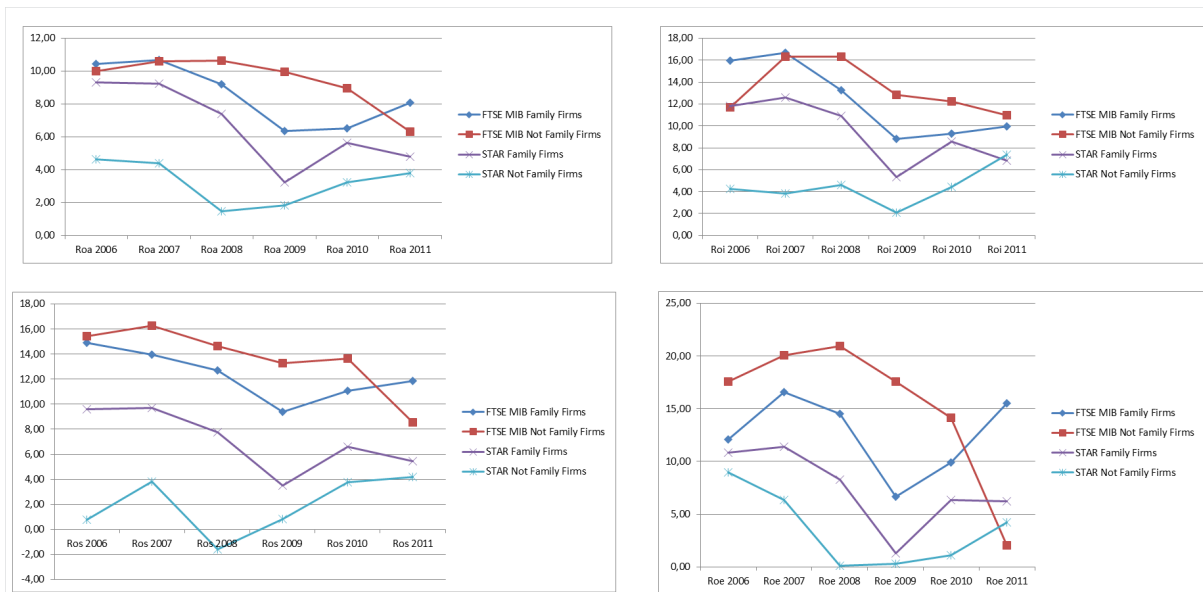 12,00
10,00
8,00
6,00
4,00
2,00
0,00
Roa 2006 Roa 2007 Roa 2008 Roa 2009 Roa 2010 Roa 2011
FTSE MIB Family Firms
FTSE MIB Not Family Firms
STAR Family Firms
STAR Not Family Firms
18,00
16,00
14,00
12,00
10,00
8,00
6,00
4,00
2,00
0,00
Roi 2006 Roi 2007 Roi 2008 Roi 2009 Roi 2010 Roi 2011
FTSE MIB Family Firms
FTSE MIB Not Family Firms
STAR Family Firms
STAR Not Family Firms
18,00
16,00
14,00
12,00
10,00
8,00
6,00
4,00
2,00
0,00
-2,00
-4,00
Ros 2006 Ros 2007 Ros 2008 Ros 2009 Ros 2010 Ros 2011
FTSE MIB Family Firms
FTSE MIB Not Family Firms
STAR Family Firms
STAR Not Family Firms
25,00
20,00
15,00
10,00
5,00
0,00
Roe 2006 Roe 2007 Roe 2008 Roe 2009 Roe 2010 Roe 2011
FTSE MIB Family Firms
FTSE MIB Not Family Firms
STAR Family Firms
STAR Not Family Firms